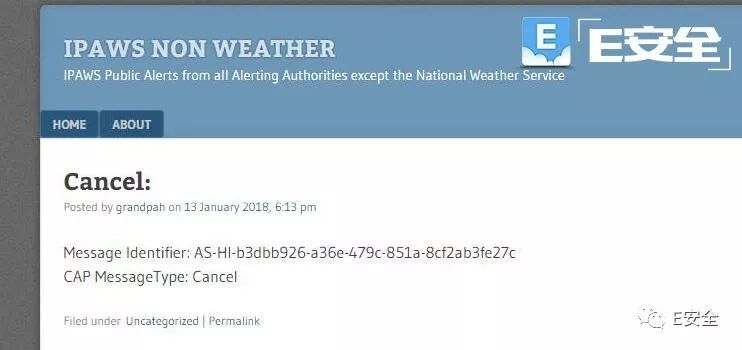 IPAWS NON WEATHER
E E安全
IPAWS Public Alerts from all Alerting Authorities except the National Weather Service
HOME ABOUT
Cancel:
Posted by grandpah on 13 January 2018, 6:13 pm
Message Identifier: AS-HI-b3dbb926-a36e-479c-851a-8cf2ab3fe27c
CAP MessageType: Cancel
Filed under Uncategorized | Permalink
E安全